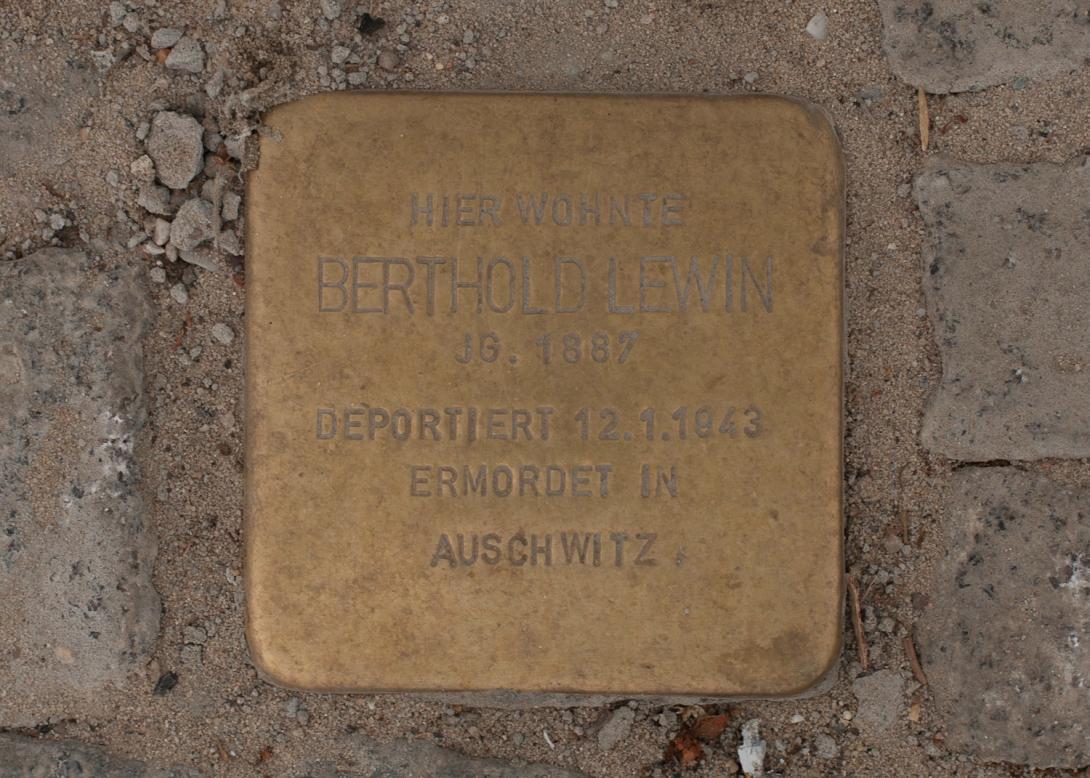 HIER WOHNTE
BERTHOLD LEWIN
JG. 1887
DEPORTIERT 12.1.1943
ERMORDET IN
AUSCHWITZ